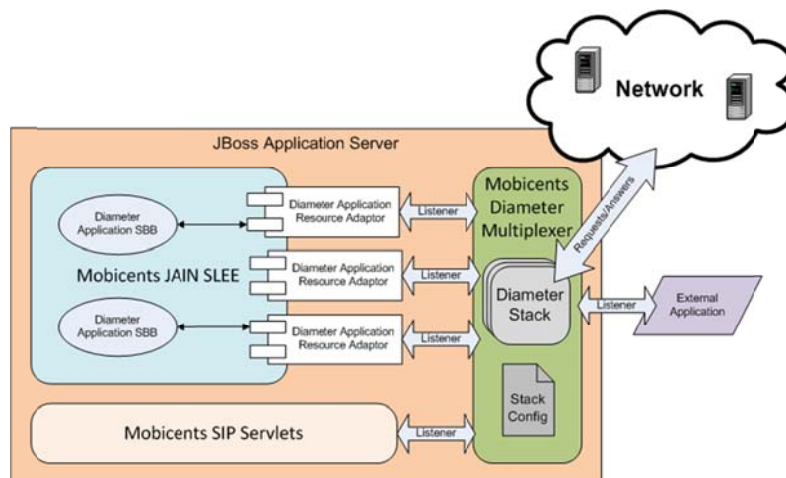 Network
JBoss Application Server
Diameter
Application SBB
Mobicents JAIN SLEE
Diameter
Application SBB
Diameter Application
Resource Adaptor
Diameter Application
Resource Adaptor
Diameter Application
Resource Adaptor
Listener
Listener
Listener
Mobicents
Diameter
Multiplexer
Requests/Answers
Diameter
Stack
Listener
External
Application
Stack
Config
Mobicents SIP Servlets
Listener